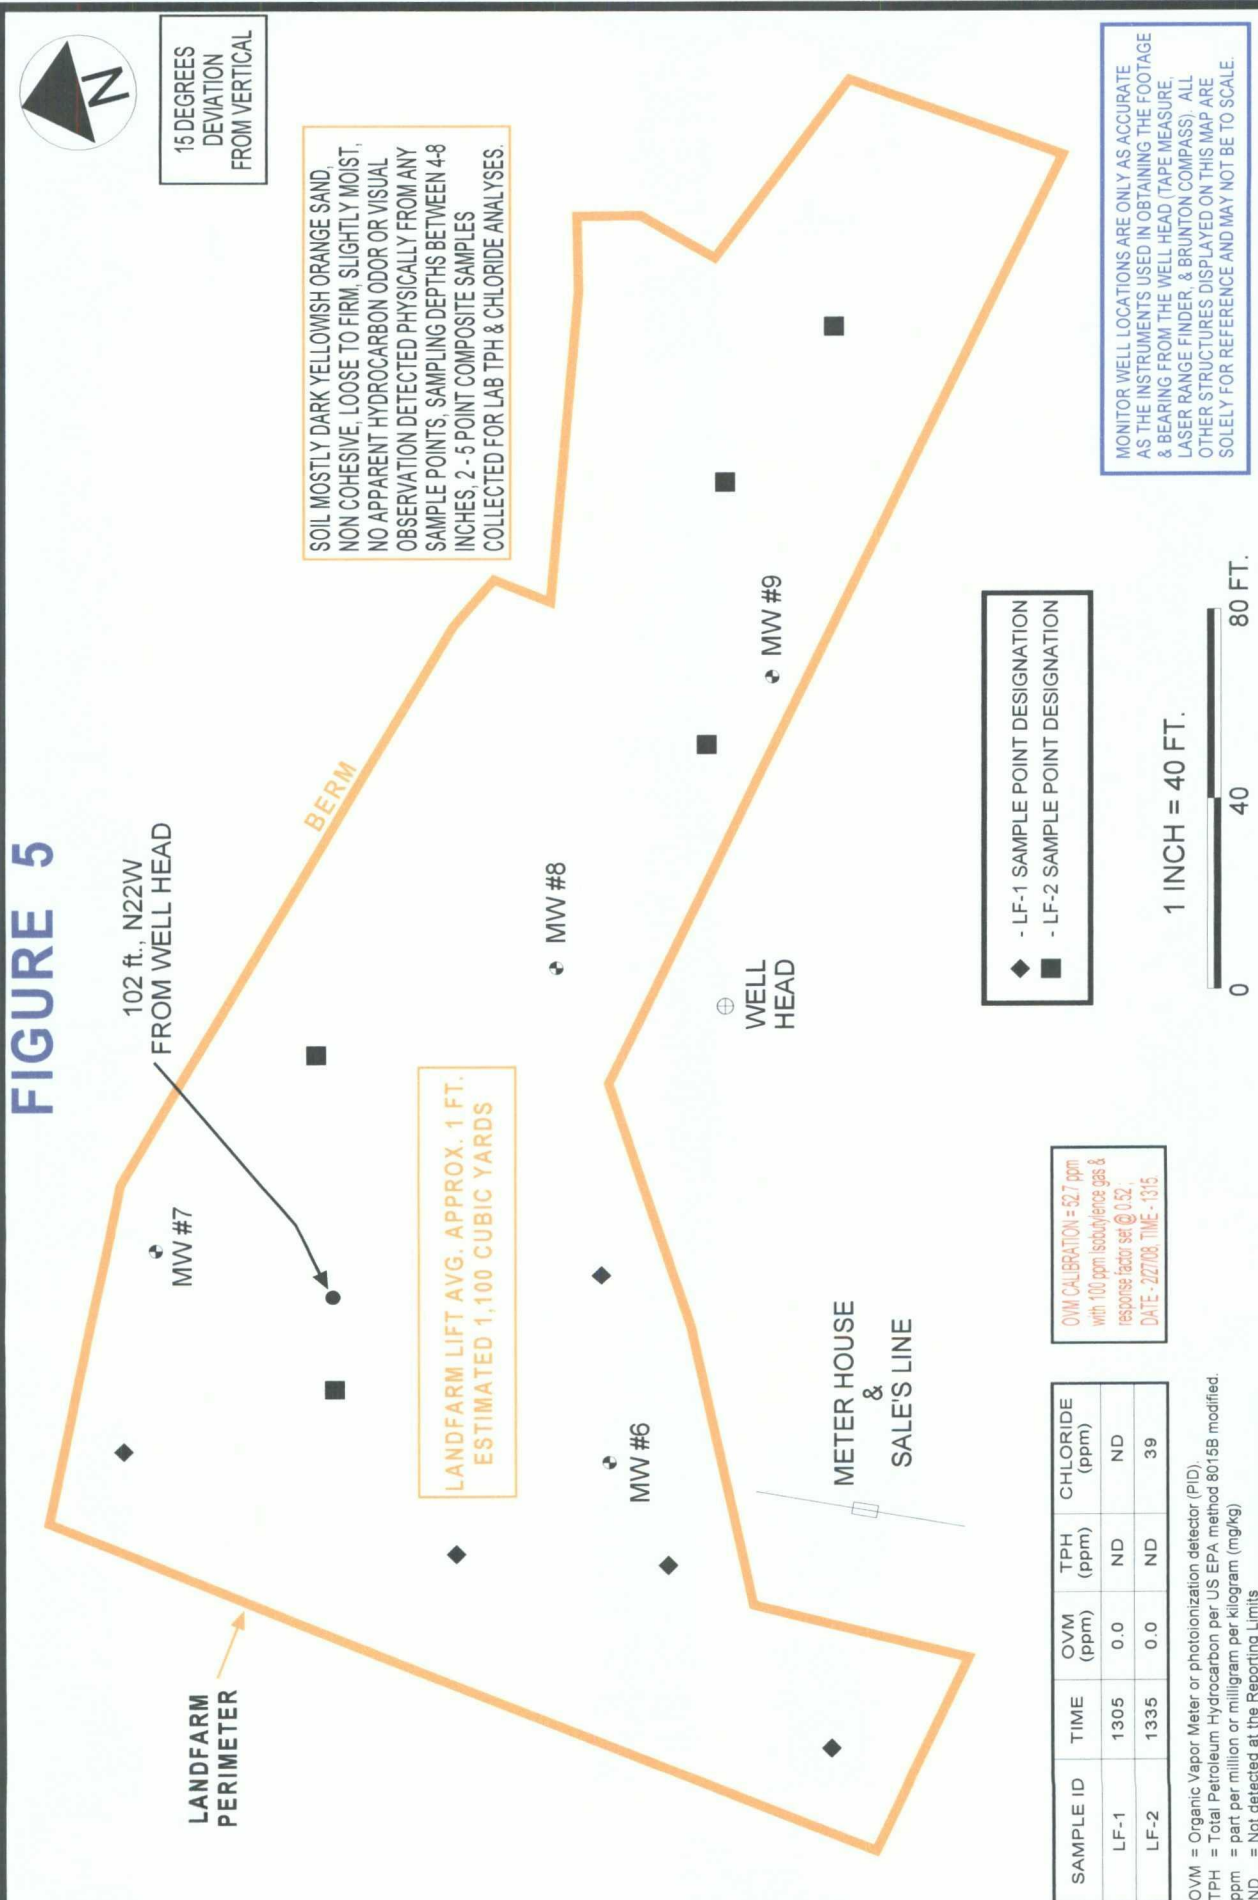 FIGURE 5
N
15 DEGREES
DEVIATION
FROM VERTICAL
102 ft., N22W
FROM WELL HEAD
LANDFARM
PERIMETER
MW #7
BERM
SOIL MOSTLY DARK YELLOWISH ORANGE SAND,
NON COHESIVE, LOOSE TO FIRM, SLIGHTLY MOIST,
NO APPARENT HYDROCARBON ODOR OR VISUAL
OBSERVATION DETECTED PHYSICALLY FROM ANY
SAMPLE POINTS, SAMPLING DEPTHS BETWEEN 4-8
INCHES, 2 - 5 POINT COMPOSITE SAMPLES
COLLECTED FOR LAB TPH & CHLORIDE ANALYSES.
LANDFARM LIFT AVG. APPROX. 1 FT.
ESTIMATED 1,100 CUBIC YARDS
MW #8
MW #6
WELL
HEAD
MW #9
METER HOUSE
&
SALE'S LINE
- LF-1 SAMPLE POINT DESIGNATION
- LF-2 SAMPLE POINT DESIGNATION
MONITOR WELL LOCATIONS ARE ONLY AS ACCURATE
AS THE INSTRUMENTS USED IN OBTAINING THE FOOTAGE
& BEARING FROM THE WELL HEAD (TAPE MEASURE,
LASER RANGE FINDER, & BRUNTON COMPASS). ALL
OTHER STRUCTURES DISPLAYED ON THIS MAP ARE
SOLELY FOR REFERENCE AND MAY NOT BE TO SCALE.
OVM CALIBRATION = 52.7 ppm
with 100 ppm Isobutylence gas &
response factor set @ 0.52 ;
DATE - 2/27/08, TIME - 1315.
1 INCH = 40 FT.
0 40 80 FT.
SAMPLE ID TIME OVM (ppm) TPH (ppm) CHLORIDE (ppm)
LF-1 1305 0.0 ND ND
LF-2 1335 0.0 ND 39
OVM = Organic Vapor Meter or photoionization detector (PID).
TPH = Total Petroleum Hydrocarbon per US EPA method 8015B modified.
ppm = part per million or milligram per kilogram (mg/kg)
ND = Not detected at the Reporting Limits